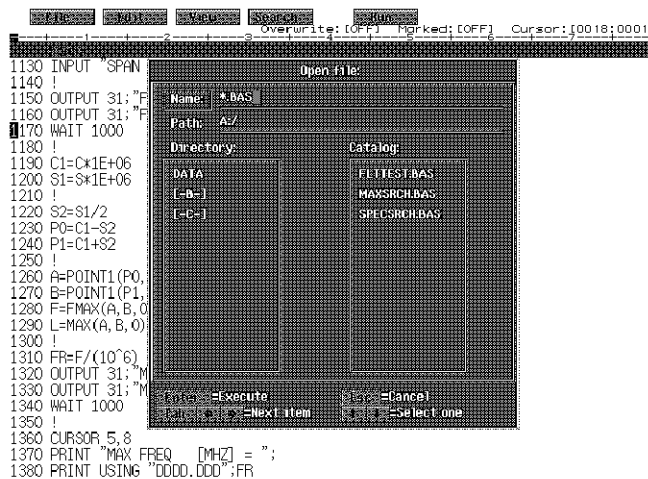 File Edit View Search Run
Overwrite:[OFF] Marked:[OFF] Cursor:[0018:0001
1130 INPUT "SPAN
1140 !
1150 OUTPUT 31;"F
1160 OUTPUT 31;"F
1170 WAIT 1000
1180 !
1190 C1=C*1E+06
1200 S1=S*1E+06
1210 !
1220 S2=S1/2
1230 P0=C1-S2
1240 P1=C1+S2
1250 !
1260 A=POINT1(P0,
1270 B=POINT1(P1,
1280 F=FMAX(A,B,0
1290 L=MAX(A,B,0)
1300 !
1310 FR=F/(10^6)
1320 OUTPUT 31;"M
1330 OUTPUT 31;"M
1340 WAIT 1000
1350 !
1360 CURSOR 5,8
1370 PRINT "MAX FREQ [MHZ] = ";
1380 PRINT USING "DDDD.DDD";FR
Open file:
Name: *.BAS
Path: A:/
Directory: Catalog:
DATA FLTTEST.BAS
[-B-] MAXSRCH.BAS
[-C-] SPECSRCH.BAS
Enter =Execute Esc =Cancel
Tab =Next item =Select one